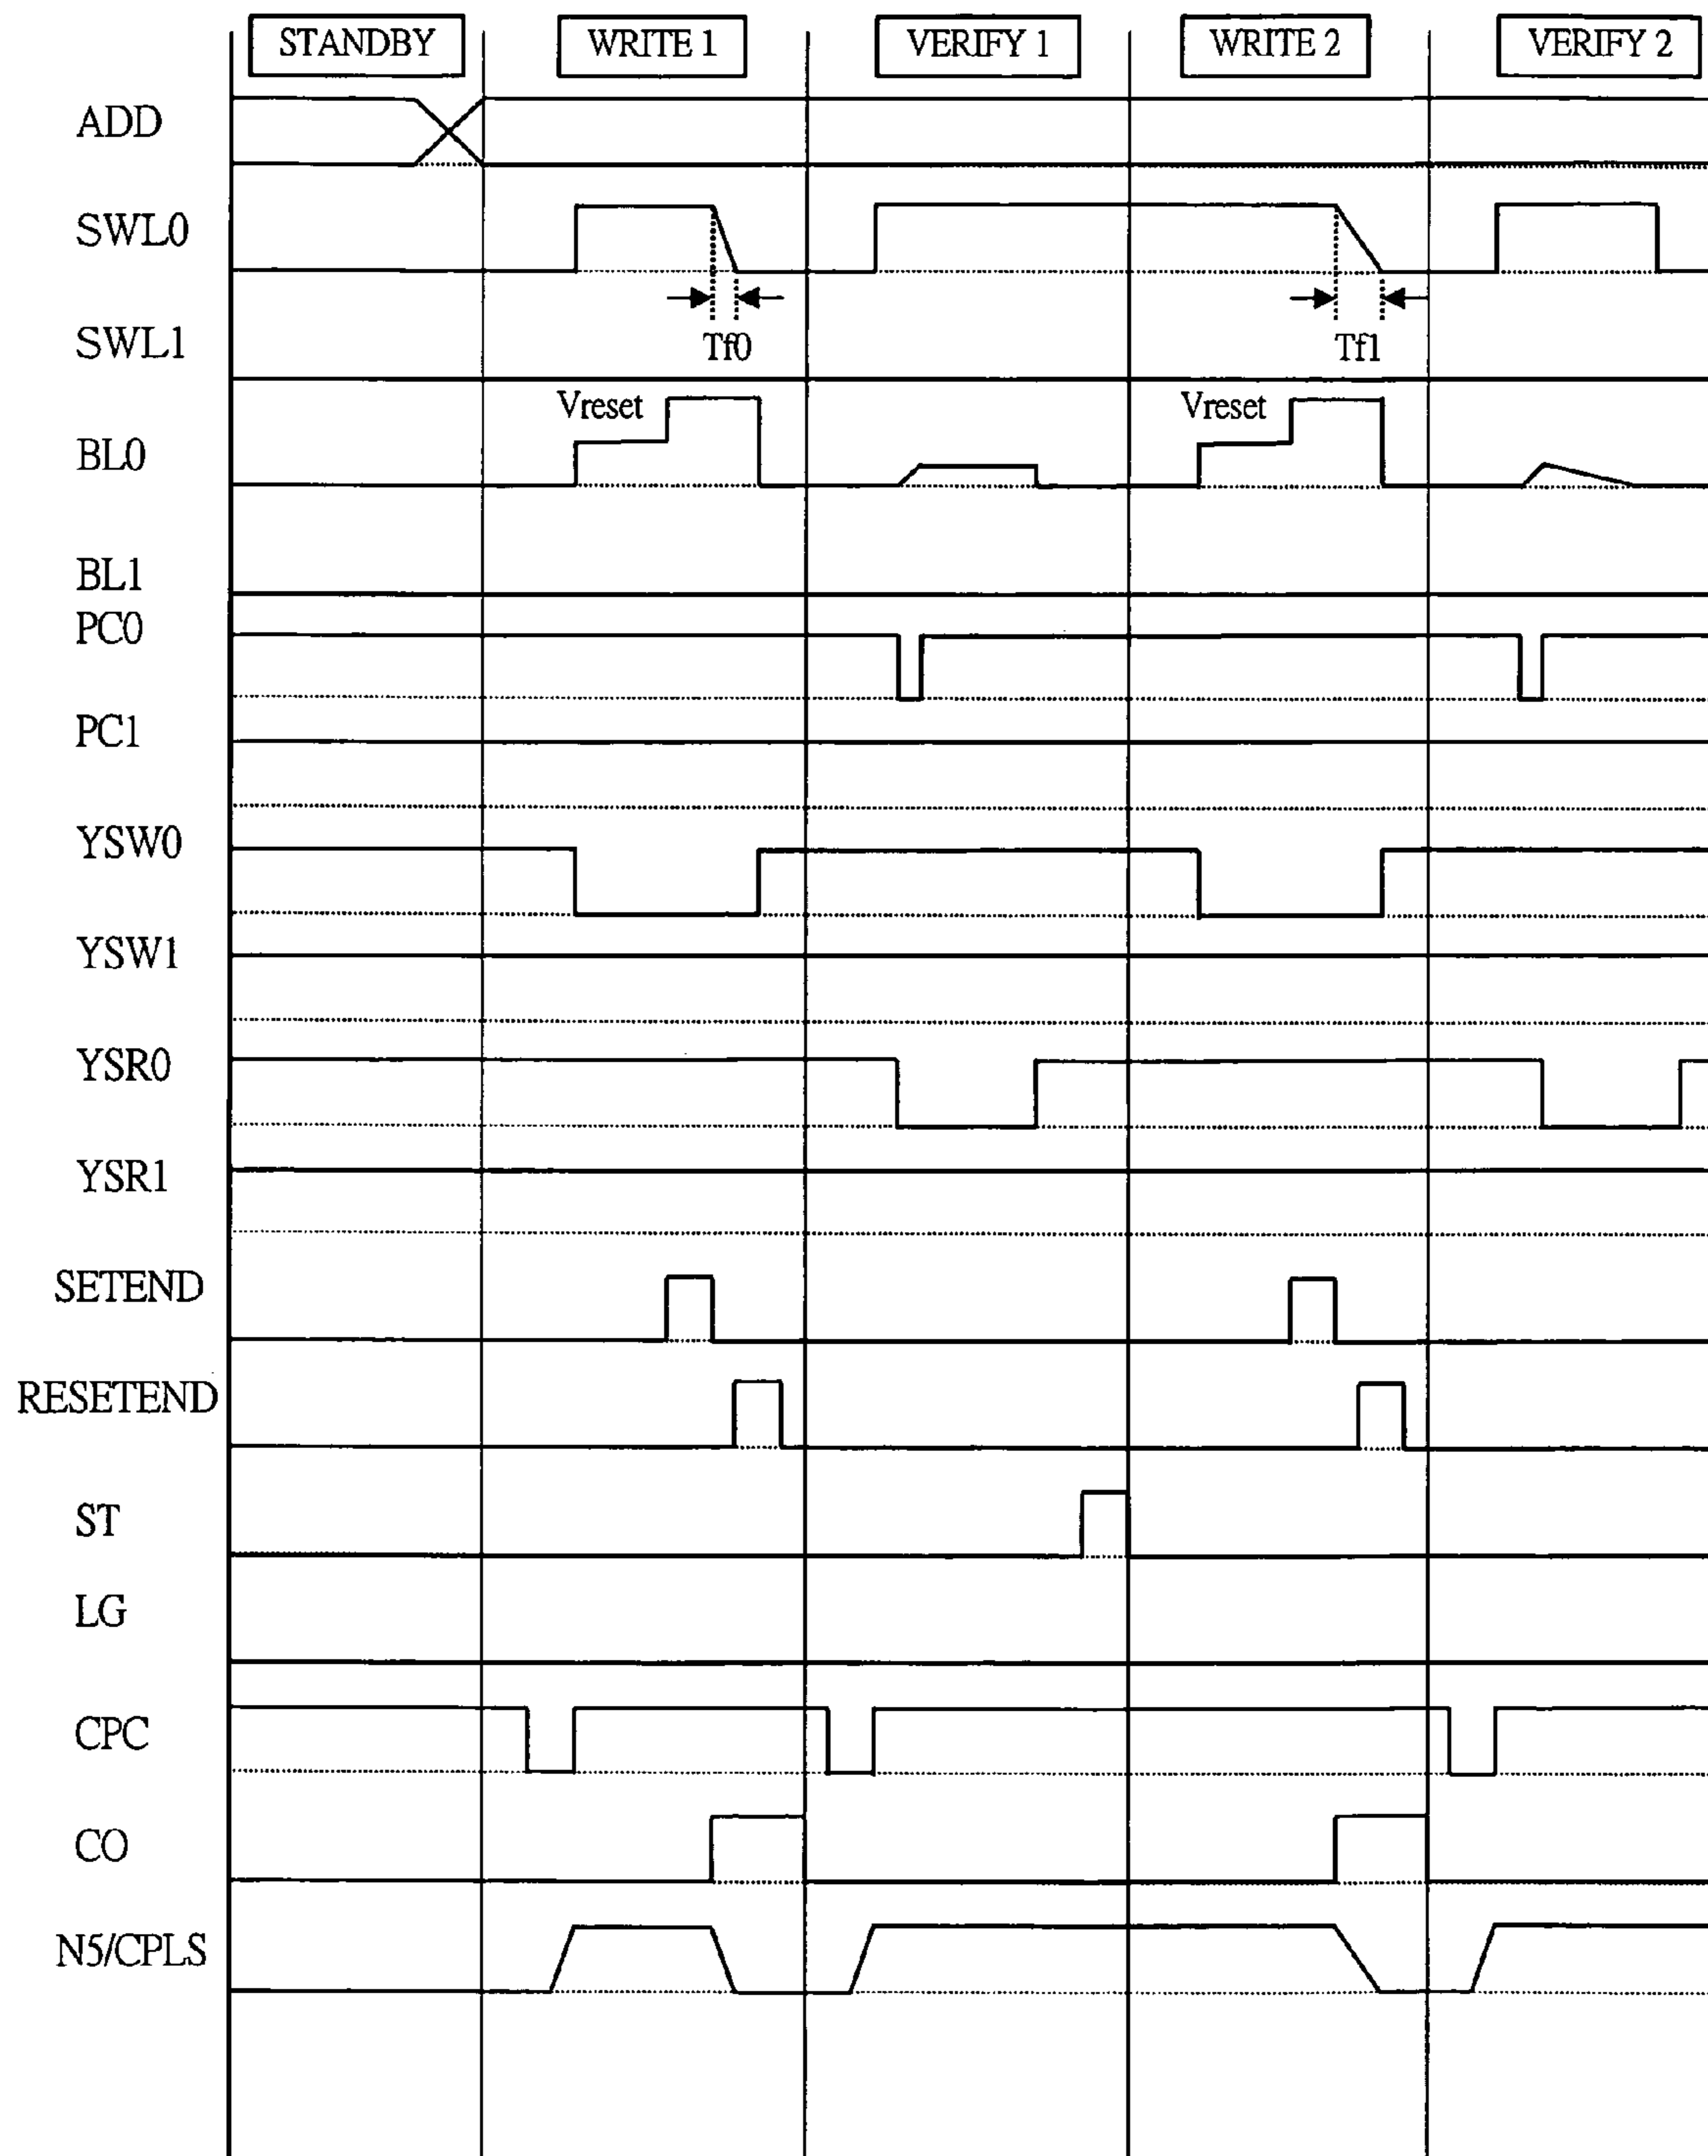 STANDBY WRITE 1 VERIFY 1 WRITE 2 VERIFY 2
ADD
SWL0
Tf0 Tf1
SWL1
Vreset Vreset
BL0
BL1
PC0
PC1
YSW0
YSW1
YSR0
YSR1
SETEND
RESETEND
ST
LG
CPC
CO
N5/CPLS